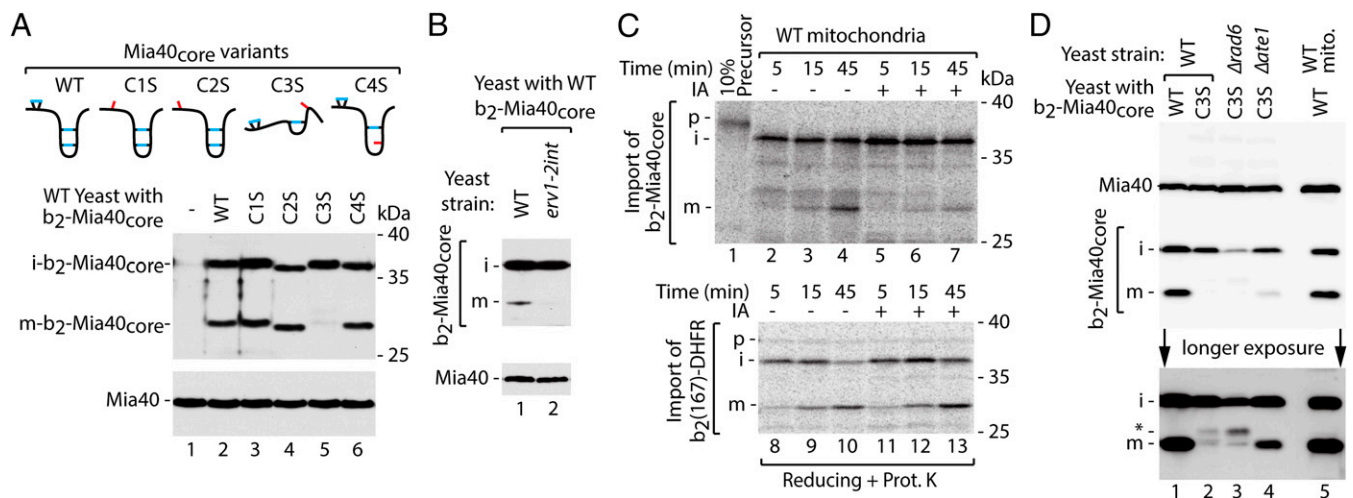 A
Mia40core variants
WT C1S C2S C3S C4S
WT Yeast with
b2-Mia40core
- WT C1S C2S C3S C4S kDa
- 40
i-b2-Mia40core-
- 35
m-b2-Mia40core-
- 25
Mia40 -
1 2 3 4 5 6
B
Yeast with WT
b2-Mia40core
Yeast
strain:
WT erv1-2int
b2-Mia40core
i -
m -
Mia40 -
1 2
C
10% Precursor
WT mitochondria
Time (min) 5 15 45 5 15 45 kDa
IA - - - + + +
- 40
Import of
b2-Mia40core
p -
i -
- 35
m -
- 25
1 2 3 4 5 6 7
Time (min) 5 15 45 5 15 45
IA - - - + + +
- 40
Import of
b2(167)-DHFR
p -
i -
- 35
m -
- 25
8 9 10 11 12 13
Reducing + Prot. K
D
Yeast strain: WT Δrad6 Δate1 WT mito.
Yeast with
b2-Mia40core
WT C3S C3S C3S WT
Mia40 -
b2-Mia40core
i -
m -
longer exposure
i -
* -
m -
1 2 3 4 5